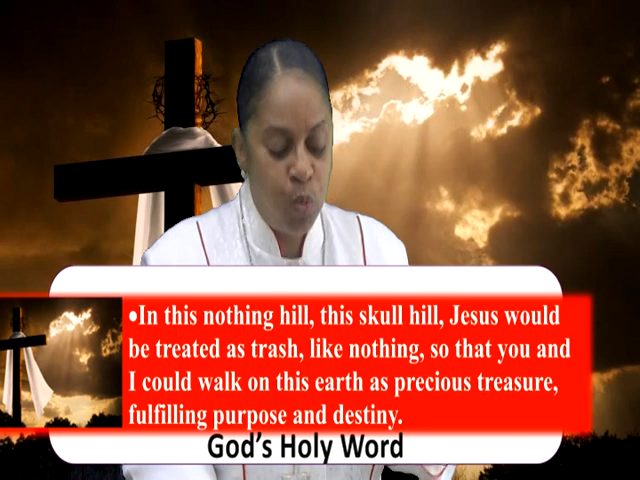 •In this nothing hill, this skull hill, Jesus would
be treated as trash, like nothing, so that you and
I could walk on this earth as precious treasure,
fulfilling purpose and destiny.
God's Holy Word